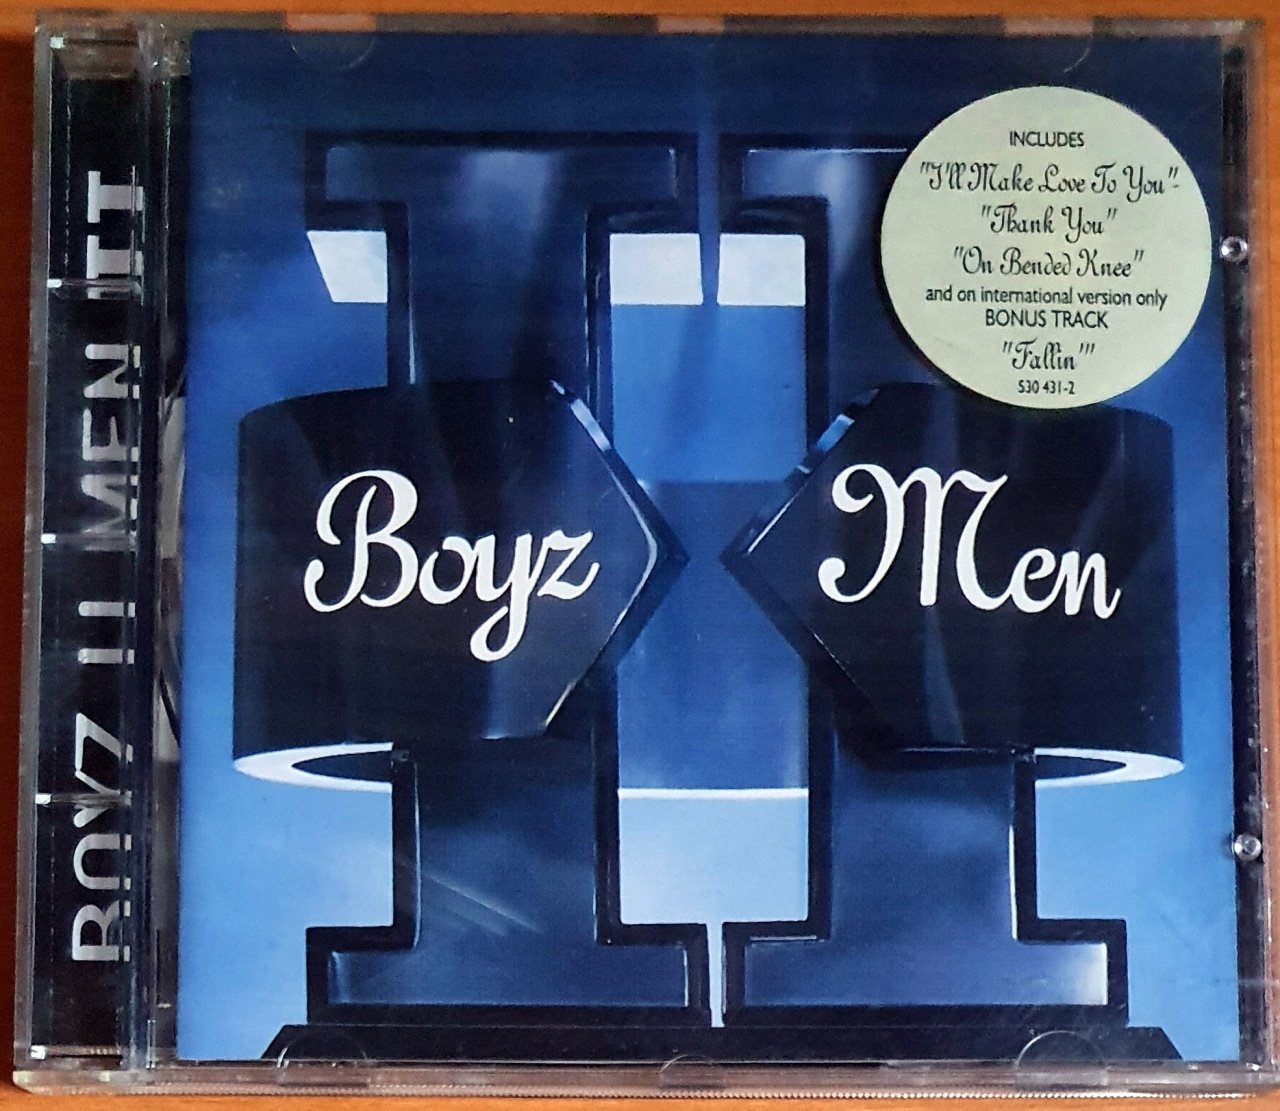 BOYZ II MEN II
INCLUDES
"I'll Make Love To You"-
"Thank You"
"On Bended Knee"
and on international version only
BONUS TRACK
"Fallin'"
530 431-2
II
Boyz Men